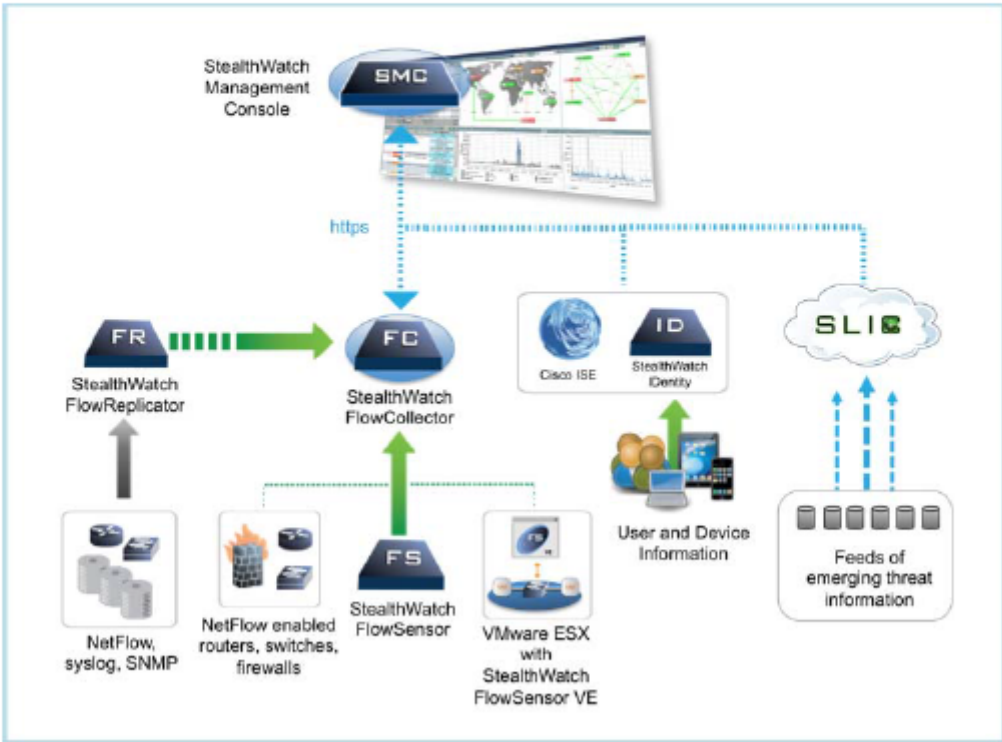 StealthWatch
Management
Console
SMC
https
FR
StealthWatch
FlowReplicator
FC
StealthWatch
FlowCollector
Cisco ISE
ID
StealthWatch
IDentity
SLIC
NetFlow,
syslog, SNMP
NetFlow enabled
routers, switches,
firewalls
FS
StealthWatch
FlowSensor
FS
VE
VMware ESX
with
StealthWatch
FlowSensor VE
User and Device
Information
Feeds of
emerging threat
information